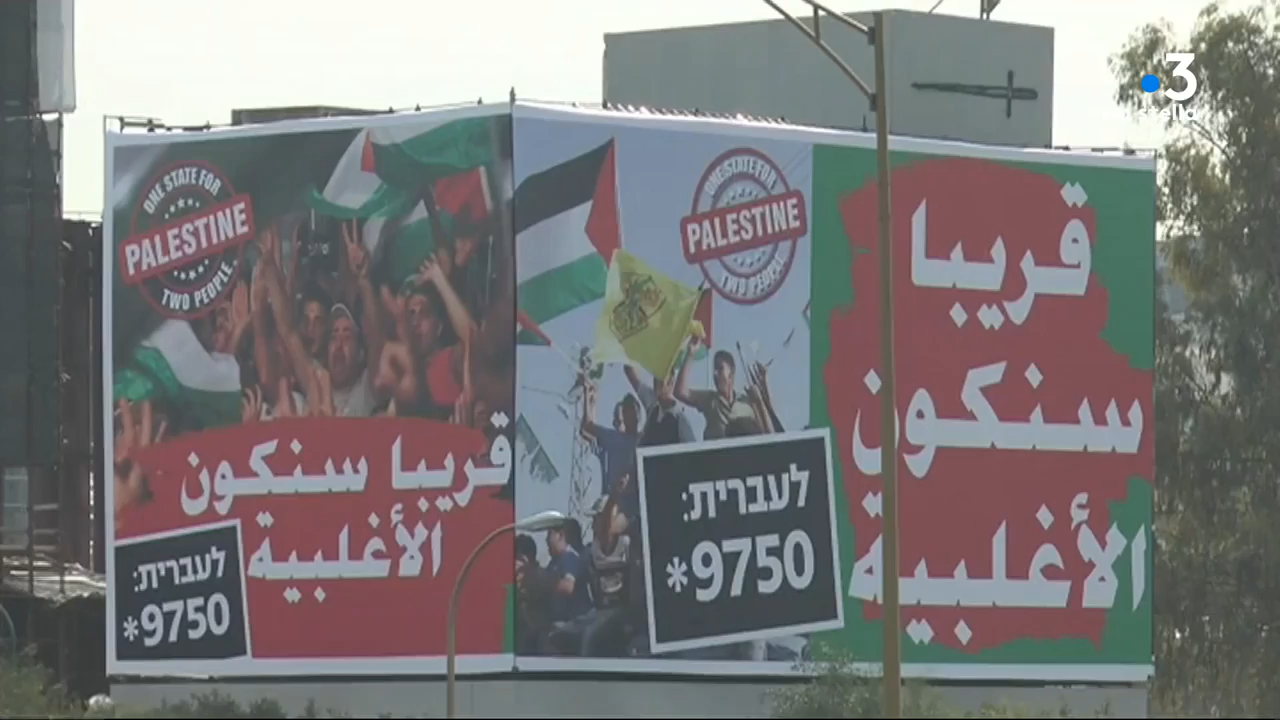 ONE STATE FOR
PALESTINE
TWO PEOPLE
قريبا سنكون
الأغلبية
לעברית:
*9750
ONE STATE FOR
PALESTINE
TWO PEOPLE
לעברית:
*9750
قريبا
سنكون
الأغلبية
3